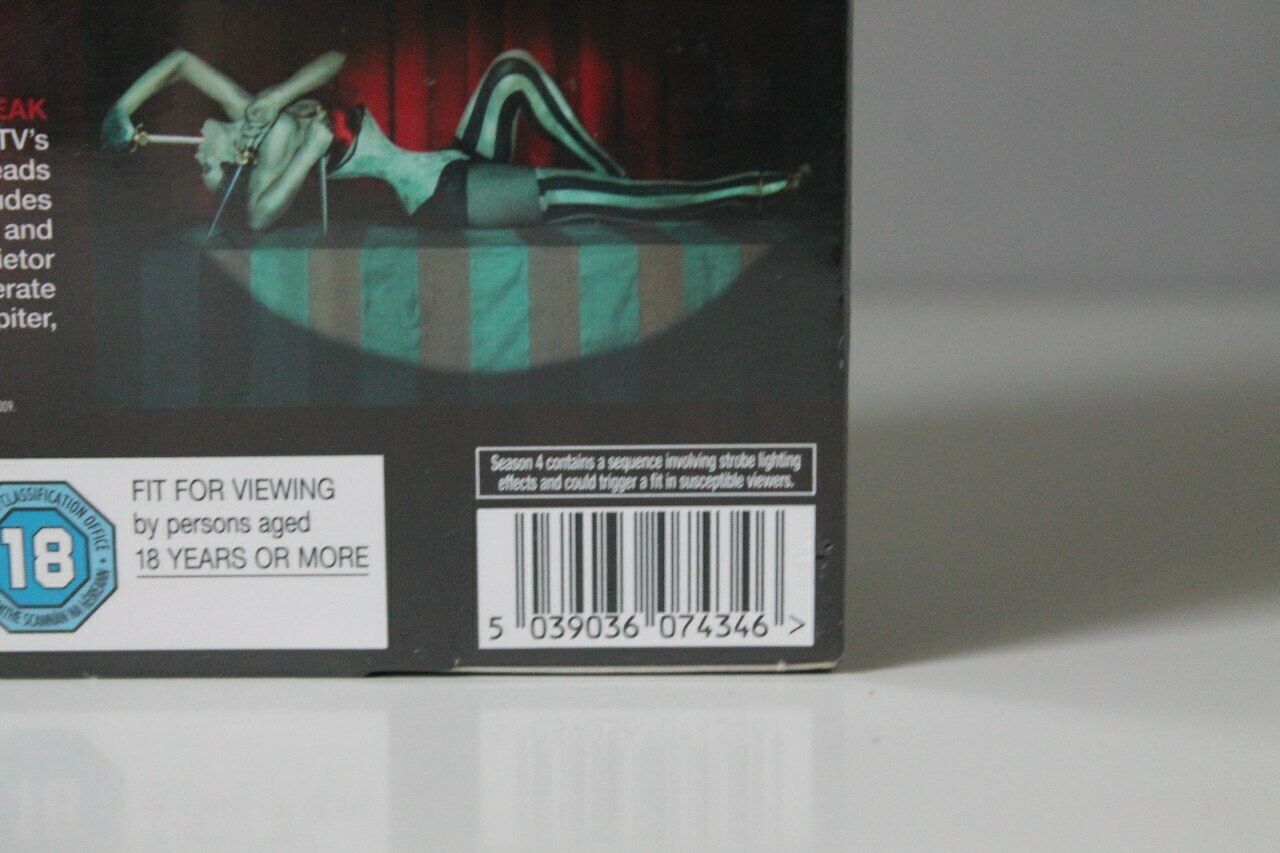 EAK
TV's
eads
udes
and
ietor
erate
piter,
009.
CLASSIFICATION OFFICE
18
FIT FOR VIEWING
by persons aged
18 YEARS OR MORE
Season 4 contains a sequence involving strobe lighting
effects and could trigger a fit in susceptible viewers.
5 039036 074346 >